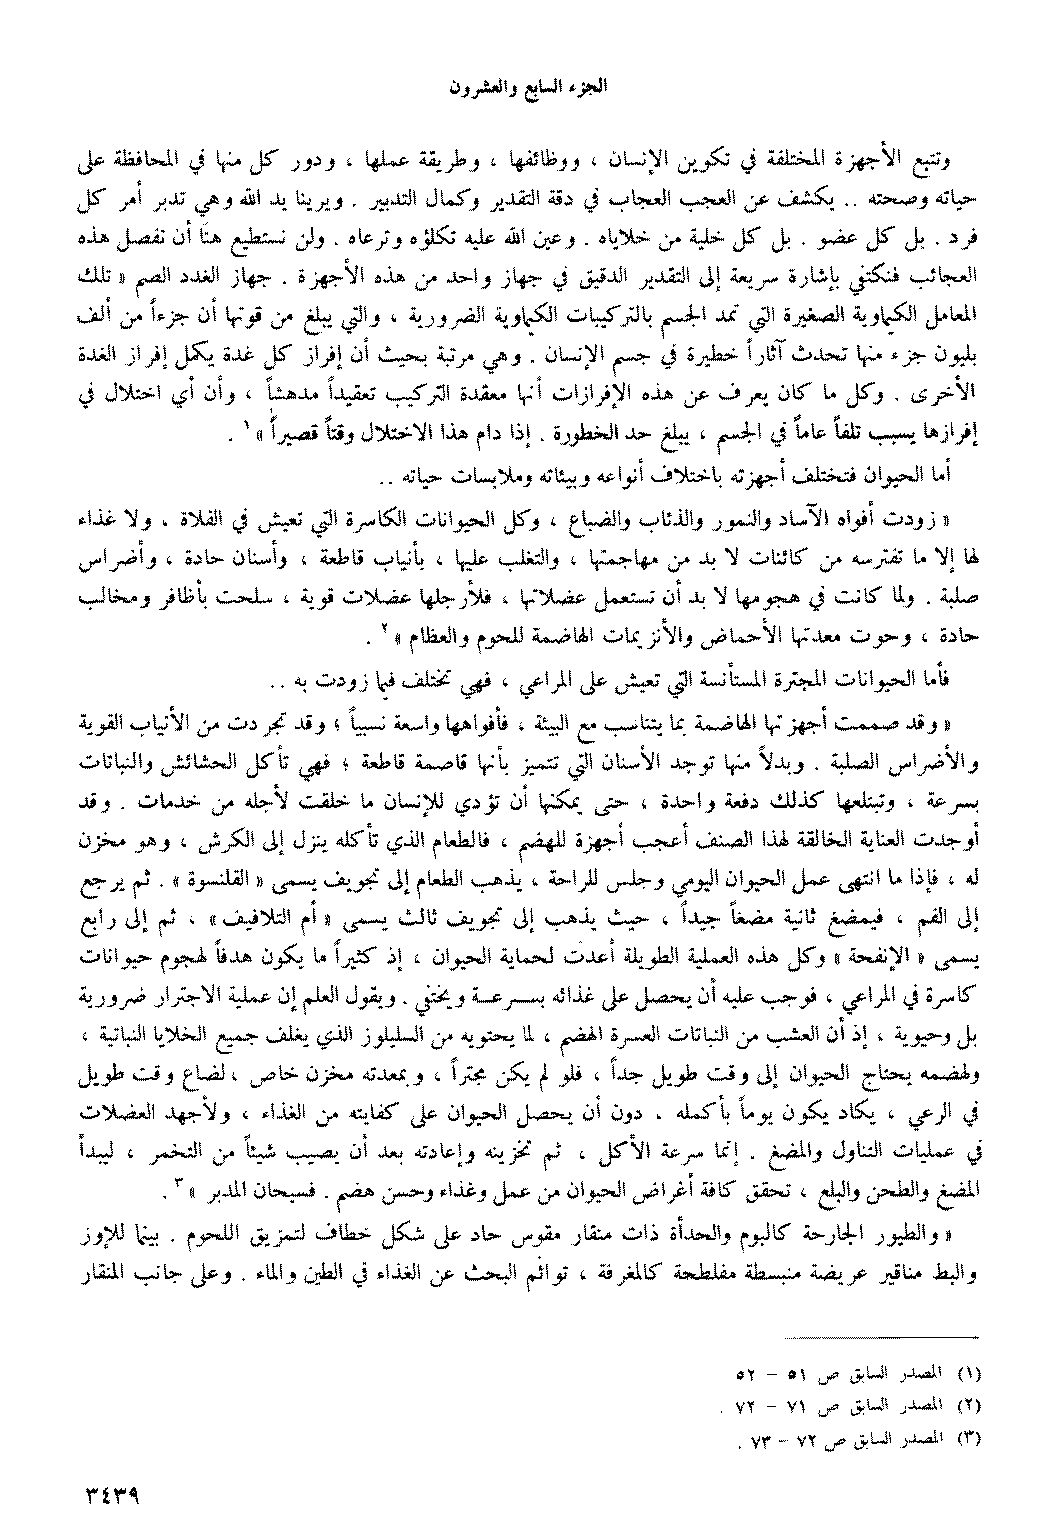 الجزء السابع والعشرون
وتتبع الأجهزة المختلفة في تكوين الإنسان ، ووظائفها ، وطريقة عملها ، ودور كل منها في المحافظة على
حياته وصحته .. يكشف عن العجب العجاب في دقة التقدير وكمال التدبير . ويرينا يد الله وهي تدبر أمر كل
فرد . بل كل عضو . بل كل خلية من خلاياه . وعين الله عليه تكلؤه وترعاه . ولن نستطيع هنا أن نفصل هذه
العجائب فنكتفي بإشارة سريعة إلى التقدير الدقيق في جهاز واحد من هذه الأجهزة . جهاز الغدد الصم « تلك
المعامل الكيماوية الصغيرة التي تمد الجسم بالتركيبات الكيماوية الضرورية ، والتي يبلغ من قوتها أن جزءاً من ألف
بليون جزء منها تحدث آثاراً خطيرة في جسم الإنسان . وهي مرتبة بحيث أن إفراز كل غدة يكمل إفراز الغدة
الأخرى . وكل ما كان يعرف عن هذه الإفرازات أنها معقدة التركيب تعقيداً مدهشاً ، وأن أي اختلال في
إفرازها يسبب تلفاً عاماً في الجسم ، يبلغ حد الخطورة . إذا دام هذا الاختلال وقتاً قصيراً »١ .
أما الحيوان فتختلف أجهزته باختلاف أنواعه وبيئاته وملابسات حياته ..
« زودت أفواه الآساد والنمور والذئاب والضباع ، وكل الحيوانات الكاسرة التي تعيش في الفلاة ، ولا غذاء
لها إلا ما تفترسه من كائنات لا بد من مهاجمتها ، والتغلب عليها ، بأنياب قاطعة ، وأسنان حادة ، وأضراس
صلبة . ولما كانت في هجومها لا بد أن تستعمل عضلاتها ، فلأرجلها عضلات قوية ، سلحت بأظافر ومخالب
حادة ، وحوت معدتها الأحماض والأنزيمات الهاضمة للحوم والعظام »٢ .
فأما الحيوانات المجترة المستأنسة التي تعيش على المراعي ، فهي تختلف فيما زودت به ..
« وقد صممت أجهزتها الهاضمة بما يتناسب مع البيئة ، فأفواهها واسعة نسبياً ؛ وقد تجردت من الأنياب القوية
والأضراس الصلبة . وبدلاً منها توجد الأسنان التي تتميز بأنها قاصمة قاطعة ؛ فهي تأكل الحشائش والنباتات
بسرعة ، وتبتلعها كذلك دفعة واحدة ، حتى يمكنها أن تؤدي للإنسان ما خلقت لأجله من خدمات . وقد
أوجدت العناية الخالقة لهذا الصنف أعجب أجهزة للهضم ، فالطعام الذي تأكله ينزل إلى الكرش ، وهو مخزن
له ، فإذا ما انتهى عمل الحيوان اليومي وجلس للراحة ، يذهب الطعام إلى تجويف يسمى « القلنسوة » . ثم يرجع
إلى الفم ، فيمضغ ثانية مضغاً جيداً ، حيث يذهب إلى تجويف ثالث يسمى « أم التلافيف » ، ثم إلى رابع
يسمى « الإنفحة » وكل هذه العملية الطويلة أعدت لحماية الحيوان ، إذ كثيراً ما يكون هدفاً لهجوم حيوانات
كاسرة في المراعي ، فوجب عليه أن يحصل على غذائه بسرعة ويختفي . ويقول العلم إن عملية الاجترار ضرورية
بل وحيوية ، إذ أن العشب من النباتات العسرة الهضم ، لما يحتويه من السليلوز الذي يغلف جميع الخلايا النباتية ،
ولهضمه يحتاج الحيوان إلى وقت طويل جداً ، فلو لم يكن مجتراً ، وبمعدته مخزن خاص ، لضاع وقت طويل
في الرعي ، يكاد يكون يوماً بأكمله ، دون أن يحصل الحيوان على كفايته من الغذاء ، ولأجهد العضلات
في عمليات التناول والمضغ . إنما سرعة الأكل ، ثم تخزينه وإعادته بعد أن يصيب شيئاً من التخمر ، ليبدأ
المضغ والطحن والبلع ، تحقق كافة أغراض الحيوان من عمل وغذاء وحسن هضم . فسبحان المدبر »٣ .
« والطيور الجارحة كالبوم والحدأة ذات منقار مقوس حاد على شكل خطاف لتمزيق اللحوم . بينما للإوز
والبط مناقير عريضة منبسطة مفلطحة كالمغرفة ، توائم البحث عن الغذاء في الطين والماء . وعلى جانب المنقار
(١) المصدر السابق ص ٥١ – ٥٢
(٢) المصدر السابق ص ٧١ – ٧٢ .
(٣) المصدر السابق ص ٧٢ – ٧٣ .
٣٤٣٩